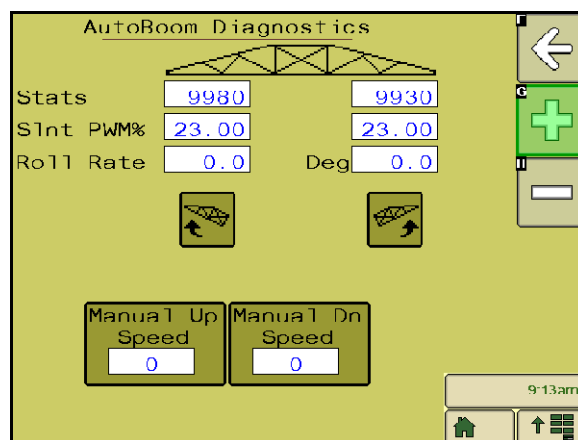 AutoBoom Diagnostics
Stats 9980 9930
Slnt PWM% 23.00 23.00
Roll Rate 0.0 Deg 0.0
Manual Up Speed 0
Manual Dn Speed 0
F
G
9:13am